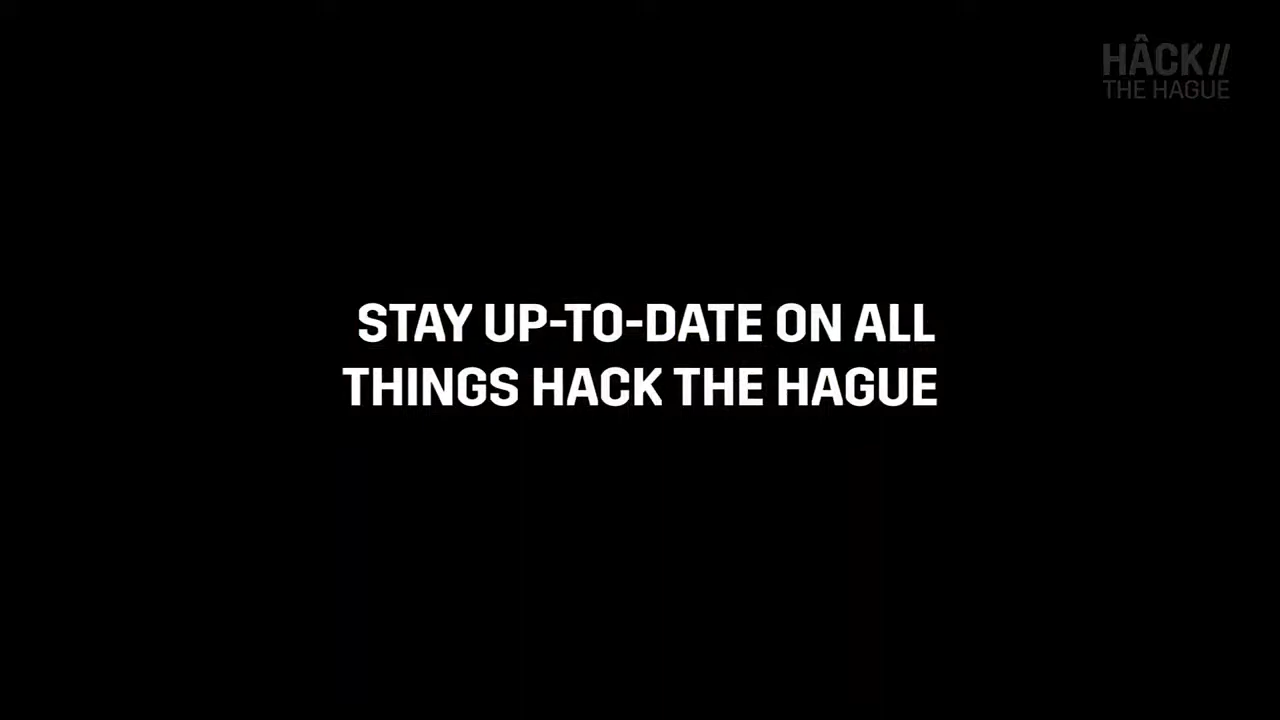 HÂCK//
THE HAGUE
STAY UP-TO-DATE ON ALL
THINGS HACK THE HAGUE